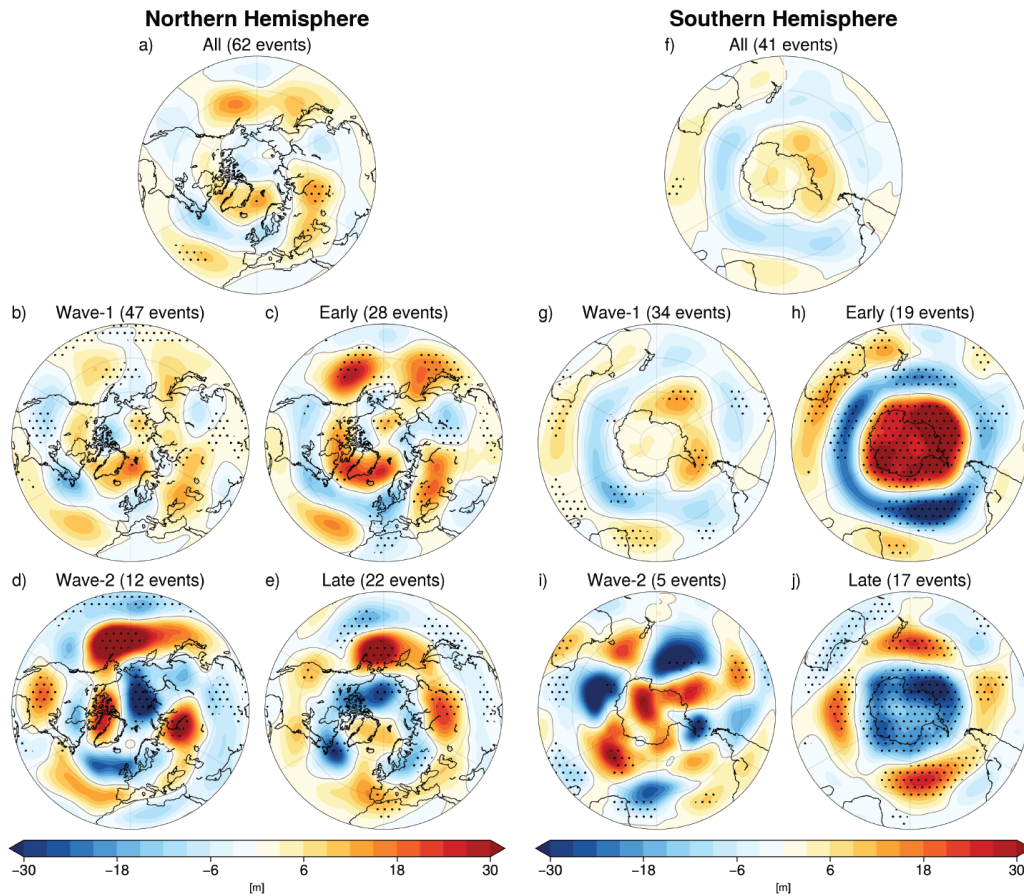 Northern Hemisphere
Southern Hemisphere
a) All (62 events)
f) All (41 events)
b) Wave-1 (47 events)
c) Early (28 events)
g) Wave-1 (34 events)
h) Early (19 events)
d) Wave-2 (12 events)
e) Late (22 events)
i) Wave-2 (5 events)
j) Late (17 events)
−30 −18 −6 6 18 30
[m]
−30 −18 −6 6 18 30
[m]